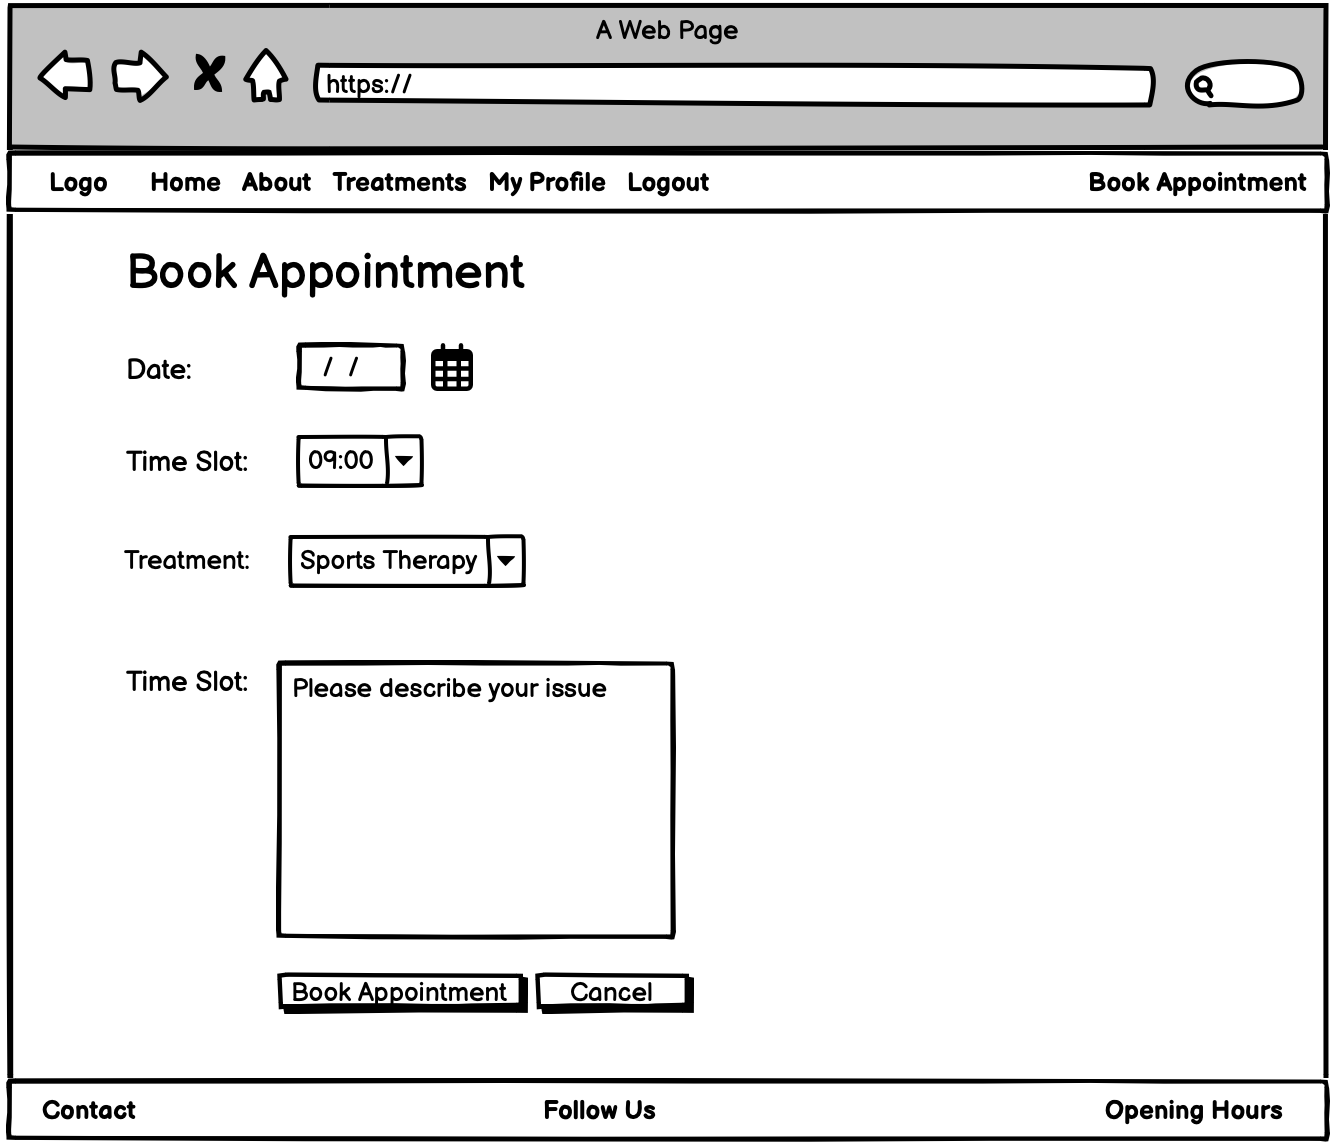 A Web Page
https://
Logo Home About Treatments My Profile Logout Book Appointment
Book Appointment
Date: / /
Time Slot: 09:00
Treatment: Sports Therapy
Time Slot: Please describe your issue
Book Appointment Cancel
Contact Follow Us Opening Hours